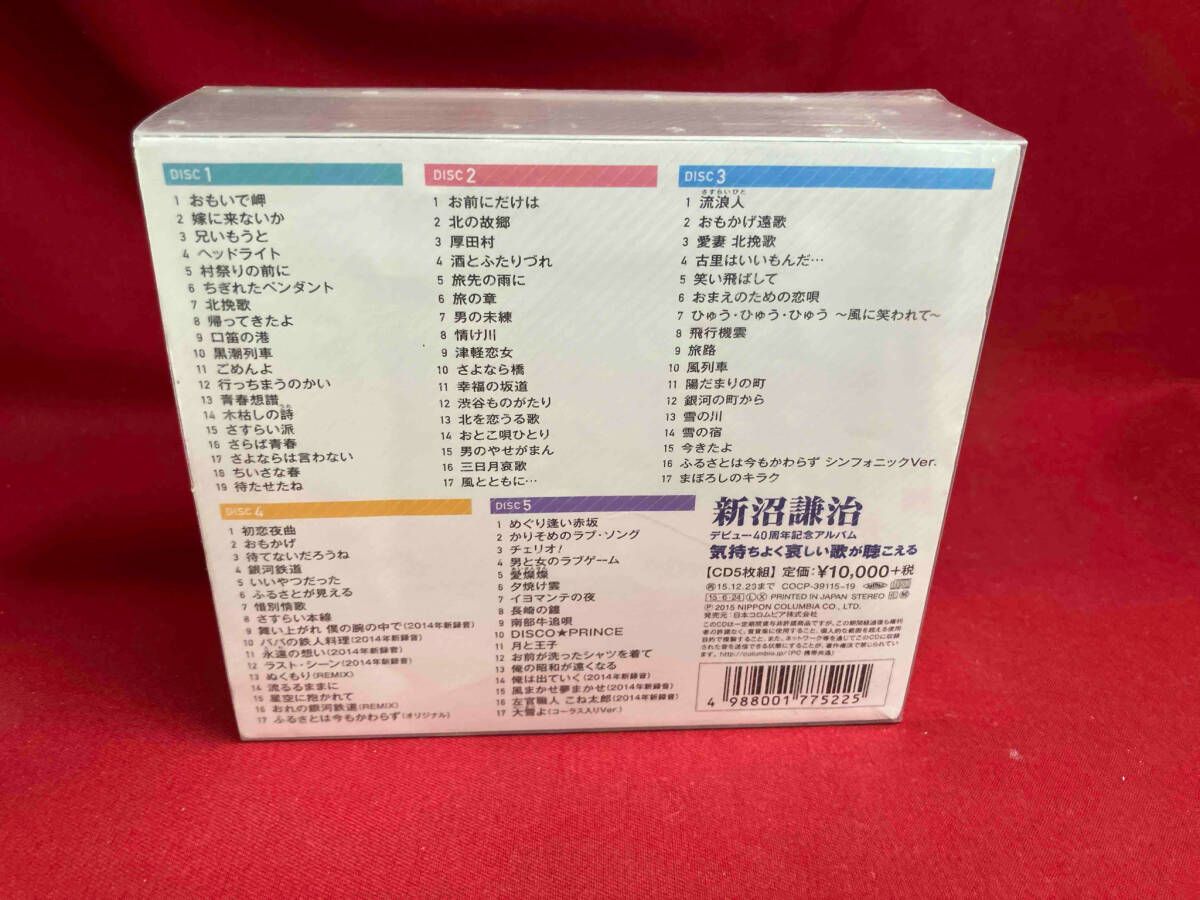 DISC 1
1 おもいで岬
2 嫁に来ないか
3 兄いもうと
4 ヘッドライト
5 村祭りの前に
6 ちぎれたペンダント
7 北挽歌
8 帰ってきたよ
9 口笛の港
10 黒潮列車
11 ごめんよ
12 行っちまうのかい
13 青春想譜
14 木枯しの詩
15 さすらい派
16 さらば青春
17 さよならは言わない
18 ちいさな春
19 待たせたね
DISC 2
1 お前にだけは
2 北の故郷
3 厚田村
4 酒とふたりづれ
5 旅先の雨に
6 旅の章
7 男の未練
8 情け川
9 津軽恋女
10 さよなら橋
11 幸福の坂道
12 渋谷ものがたり
13 北を恋うる歌
14 おとこ唄ひとり
15 男のやせがまん
16 三日月哀歌
17 風とともに…
DISC 3
さすらいびと
1 流浪人
2 おもかげ遠歌
3 愛妻 北挽歌
4 古里はいいもんだ…
5 笑い飛ばして
6 おまえのための恋唄
7 ひゅう・ひゅう・ひゅう ～風に笑われて～
8 飛行機雲
9 旅路
10 風列車
11 陽だまりの町
12 銀河の町から
13 雪の川
14 雪の宿
15 今きたよ
16 ふるさとは今もかわらず シンフォニックVer.
17 まぼろしのキラク
DISC 4
1 初恋夜曲
2 おもかげ
3 待てないだろうね
4 銀河鉄道
5 いいやつだった
6 ふるさとが見える
7 惜別情歌
8 さすらい本線
9 舞い上がれ 僕の腕の中で(2014年新録音)
10 パパの鉄人料理(2014年新録音)
11 永遠の想い(2014年新録音)
12 ラスト・シーン(2014年新録音)
13 ぬくもり(REMIX)
14 流るるままに
15 星空に抱かれて
16 おれの銀河鉄道(REMIX)
17 ふるさとは今もかわらず(オリジナル)
DISC 5
1 めぐり逢い赤坂
2 かりそめのラブ・ソング
3 チェリオ!
4 男と女のラブゲーム
5 愛燦燦
6 夕焼け雲
7 イヨマンテの夜
8 長崎の鐘
9 南部牛追唄
10 DISCO★PRINCE
11 月と王子
12 お前が洗ったシャツを着て
13 俺の昭和が遠くなる
14 俺は出ていく(2014年新録音)
15 風まかせ夢まかせ(2014年新録音)
16 左官職人 こね太郎(2014年新録音)
17 大雪よ(コーラス入りVer.)
新沼謙治
デビュー40周年記念アルバム
気持ちよく哀しい歌が聴こえる
【CD5枚組】定価:¥10,000+税
15.12.23まで COCP-39115-19
15・6・24 L X PRINTED IN JAPAN STEREO
Ⓟ2015 NIPPON COLUMBIA CO., LTD.
発売元:日本コロムビア株式会社
4 988001 775225